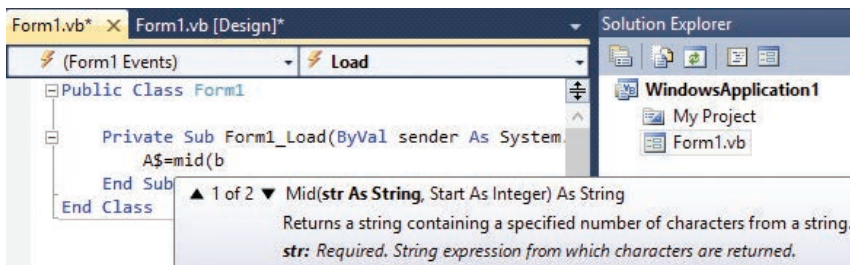 Form1.vb* × Form1.vb [Design]*
Solution Explorer
(Form1 Events)
Load
Public Class Form1
Private Sub Form1_Load(ByVal sender As System.
A$=mid(b
End Sub
End Class
▲ 1 of 2 ▼ Mid(str As String, Start As Integer) As String
Returns a string containing a specified number of characters from a string.
str: Required. String expression from which characters are returned.
WindowsApplication1
My Project
Form1.vb